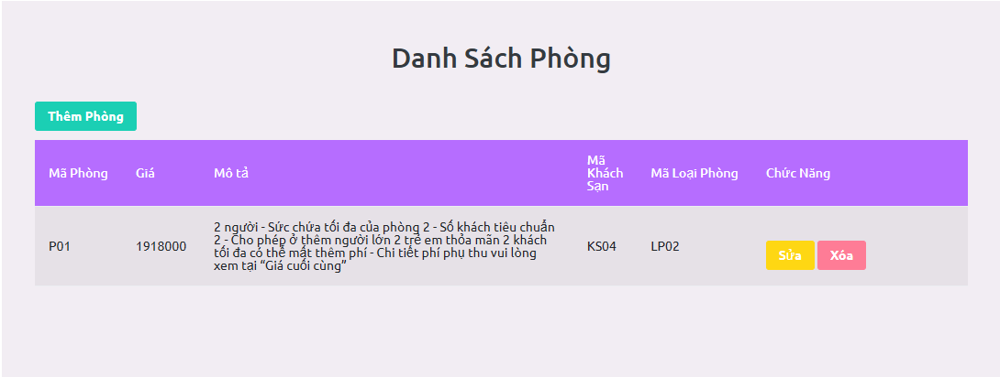 Danh Sách Phòng
Thêm Phòng
Mã Phòng
Giá
Mô tả
Mã
Khách
Sạn
Mã Loại Phòng
Chức Năng
P01
1918000
2 người - Sức chứa tối đa của phòng 2 - Số khách tiêu chuẩn
2 - Cho phép ở thêm người lớn 2 trẻ em thỏa mãn 2 khách
tối đa có thể mất thêm phí - Chi tiết phí phụ thu vui lòng
xem tại “Giá cuối cùng”
KS04
LP02
Sửa
Xóa